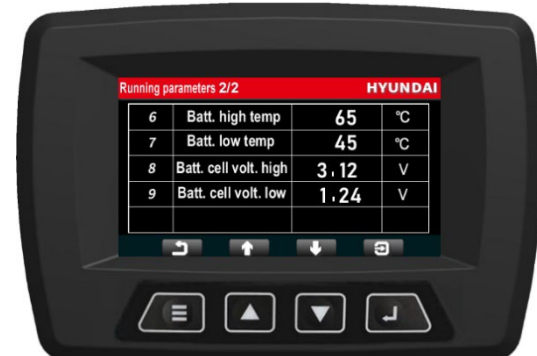 Running parameters 2/2 HYUNDAI
6 Batt. high temp 65 °C
7 Batt. low temp 45 °C
8 Batt. cell volt. high 3.12 V
9 Batt. cell volt. low 1.24 V